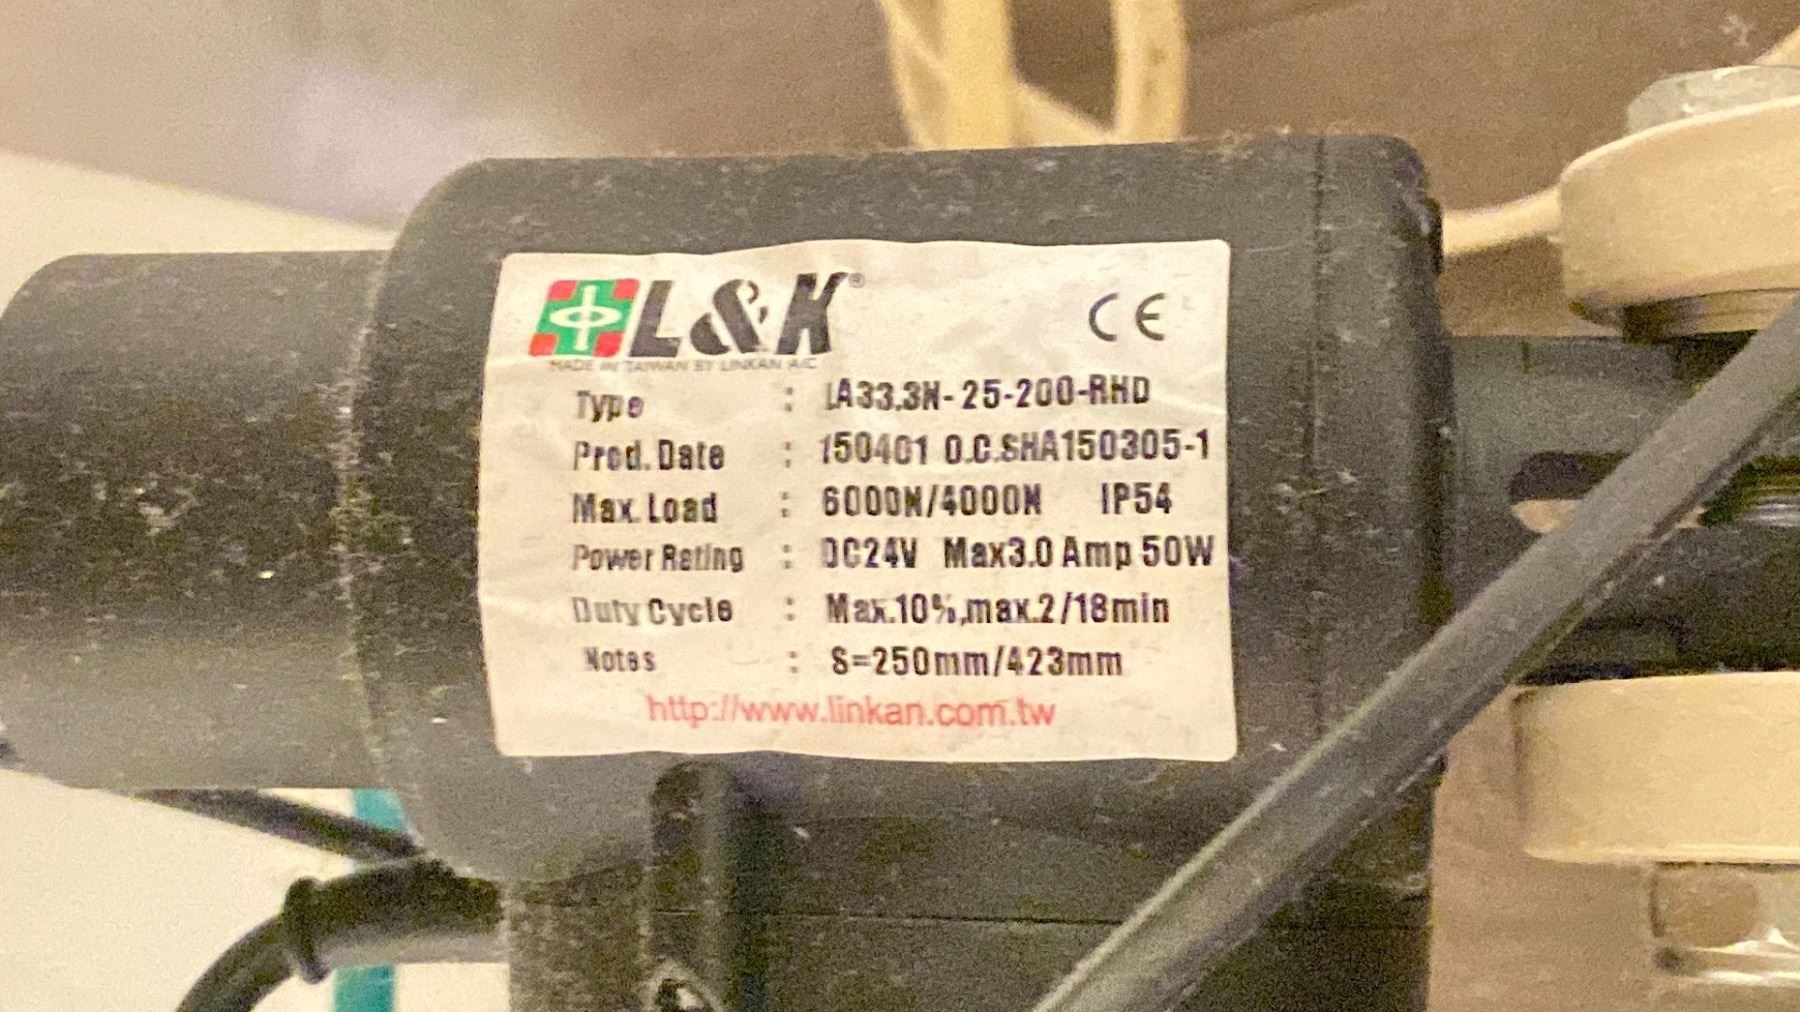 L&K®
CE
MADE IN TAIWAN BY LINKAN A/C
Type : LA33.3N-25-200-RHD
Prod. Date : 150401 O.C.SHA150305-1
Max. Load : 6000N/4000N IP54
Power Rating : DC24V Max3.0 Amp 50W
Duty Cycle : Max.10%,max.2/18min
Notes : S=250mm/423mm
http://www.linkan.com.tw